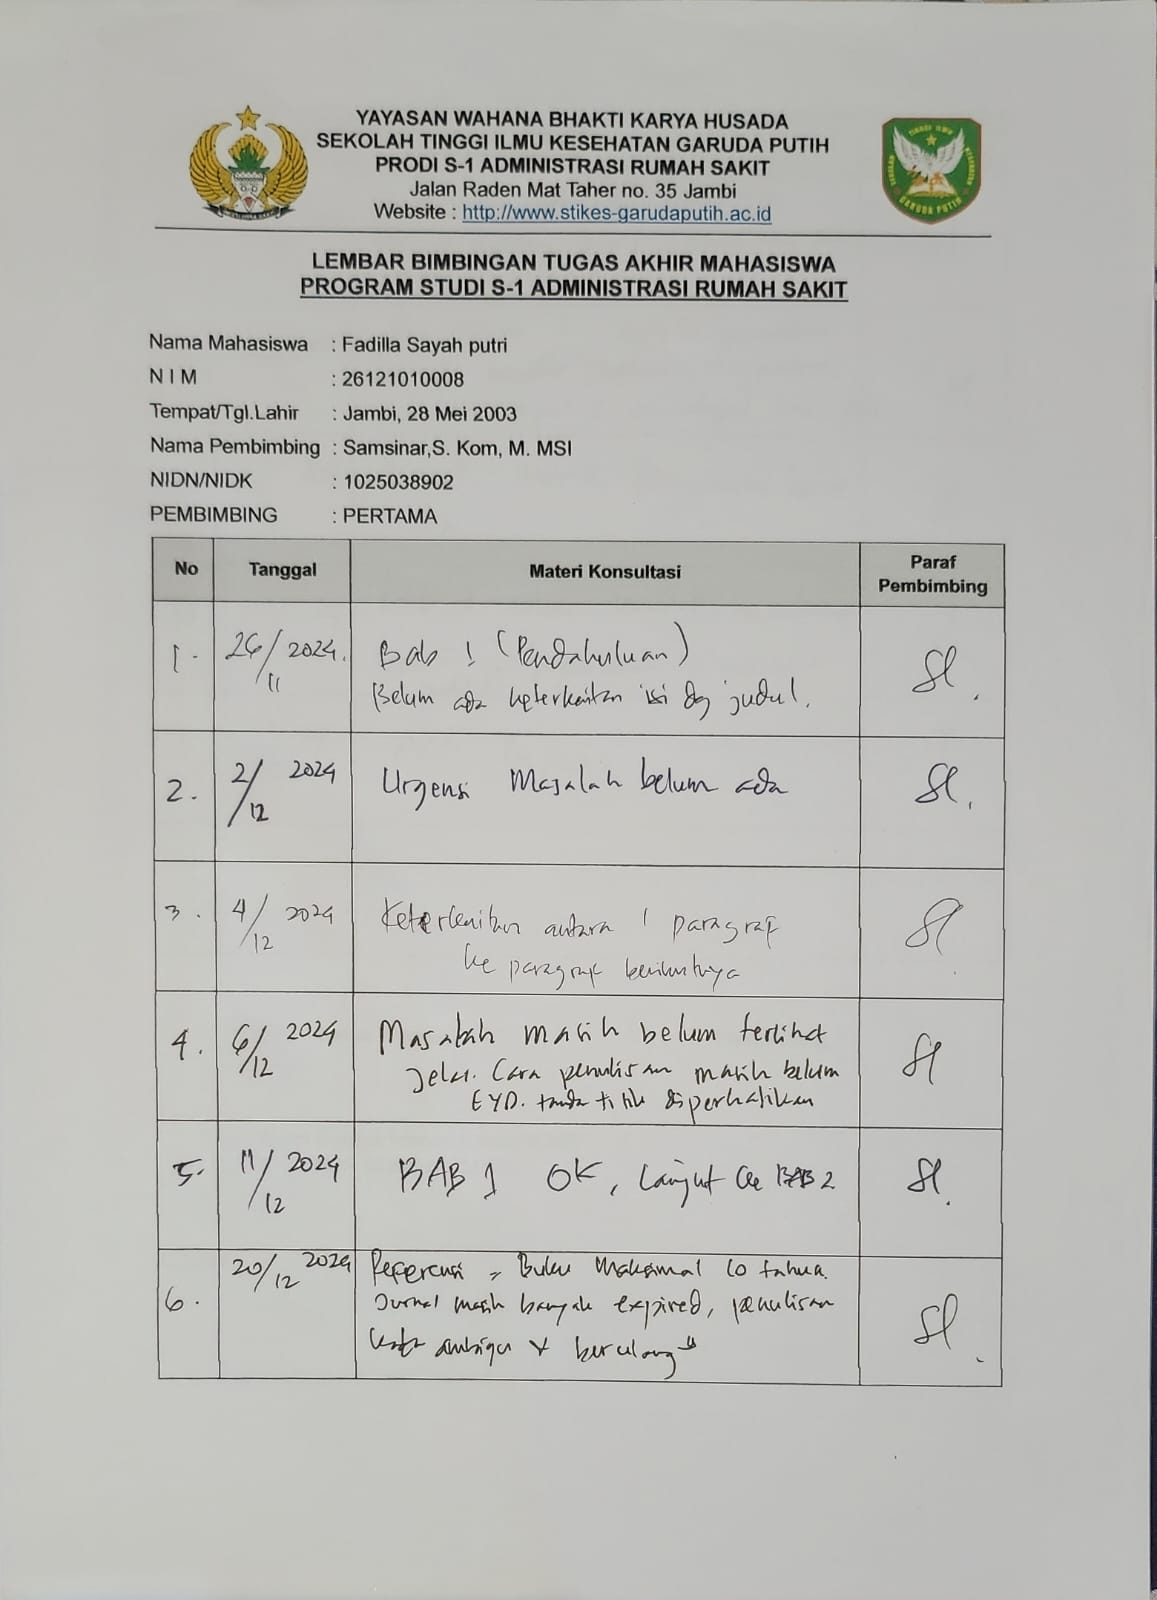 YAYASAN WAHANA BHAKTI KARYA HUSADA
SEKOLAH TINGGI ILMU KESEHATAN GARUDA PUTIH
PRODI S-1 ADMINISTRASI RUMAH SAKIT
Jalan Raden Mat Taher no. 35 Jambi
Website : http://www.stikes-garudaputih.ac.id
GARUDA PUTIH
LEMBAR BIMBINGAN TUGAS AKHIR MAHASISWA
PROGRAM STUDI S-1 ADMINISTRASI RUMAH SAKIT
Nama Mahasiswa : Fadilla Sayah putri
N I M : 26121010008
Tempat/Tgl.Lahir : Jambi, 28 Mei 2003
Nama Pembimbing : Samsinar,S. Kom, M. MSI
NIDN/NIDK : 1025038902
PEMBIMBING : PERTAMA
No Tanggal Materi Konsultasi Paraf Pembimbing
1. 26/11 2024. Bab 1 (Pendahuluan)
Belum ada keterkaitan isi dg judul.
2. 2/12 2024 Urgensi Masalah belum ada
3. 4/12 2024 Keterkaitan antara 1 paragraf
ke paragraf berikutnya
4. 6/12 2024 Masalah masih belum terlihat
jelas. Cara penulisan masih belum
EYD. tanda titik diperhatikan
5. 11/12 2024 BAB 1 OK, Lanjut ke BAB 2
6. 20/12 2024 Referensi = Buku Maksimal 10 tahun.
Jurnal masih banyak expired, penulisan
kata ambigu & berulang"